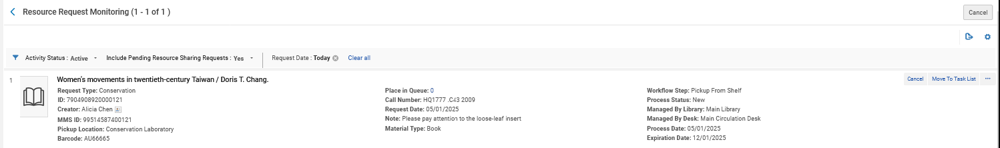 Resource Request Monitoring (1 - 1 of 1 )
Cancel
Activity Status : Active
Include Pending Resource Sharing Requests : Yes
Request Date : Today
Clear all
1
Women's movements in twentieth-century Taiwan / Doris T. Chang.
Cancel
Move To Task List
Request Type: Conservation
ID: 7904908920000121
Creator: Alicia Chen
MMS ID: 99514587400121
Pickup Location: Conservation Laboratory
Barcode: AU66665
Place in Queue: 0
Call Number: HQ1777 .C43 2009
Request Date: 05/01/2025
Note: Please pay attention to the loose-leaf insert
Material Type: Book
Workflow Step: Pickup From Shelf
Process Status: New
Managed By Library: Main Library
Managed By Desk: Main Circulation Desk
Process Date: 05/01/2025
Expiration Date: 12/01/2025